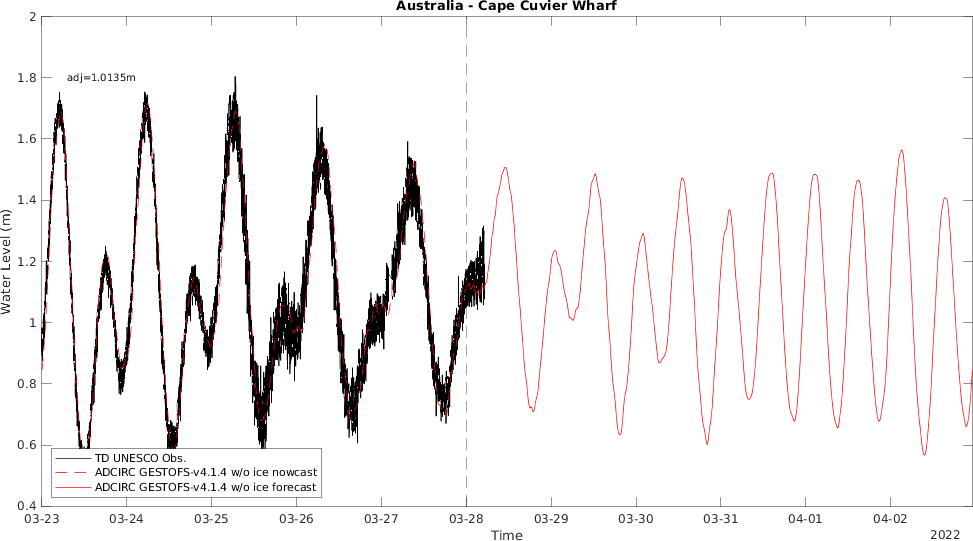 Australia - Cape Cuvier Wharf
2
1.8
adj=1.0135m
1.6
1.4
1.2
Water Level (m)
1
0.8
0.6
TD UNESCO Obs.
ADCIRC GESTOFS-v4.1.4 w/o ice nowcast
ADCIRC GESTOFS-v4.1.4 w/o ice forecast
0.4
03-23 03-24 03-25 03-26 03-27 03-28 03-29 03-30 03-31 04-01 04-02
Time
2022